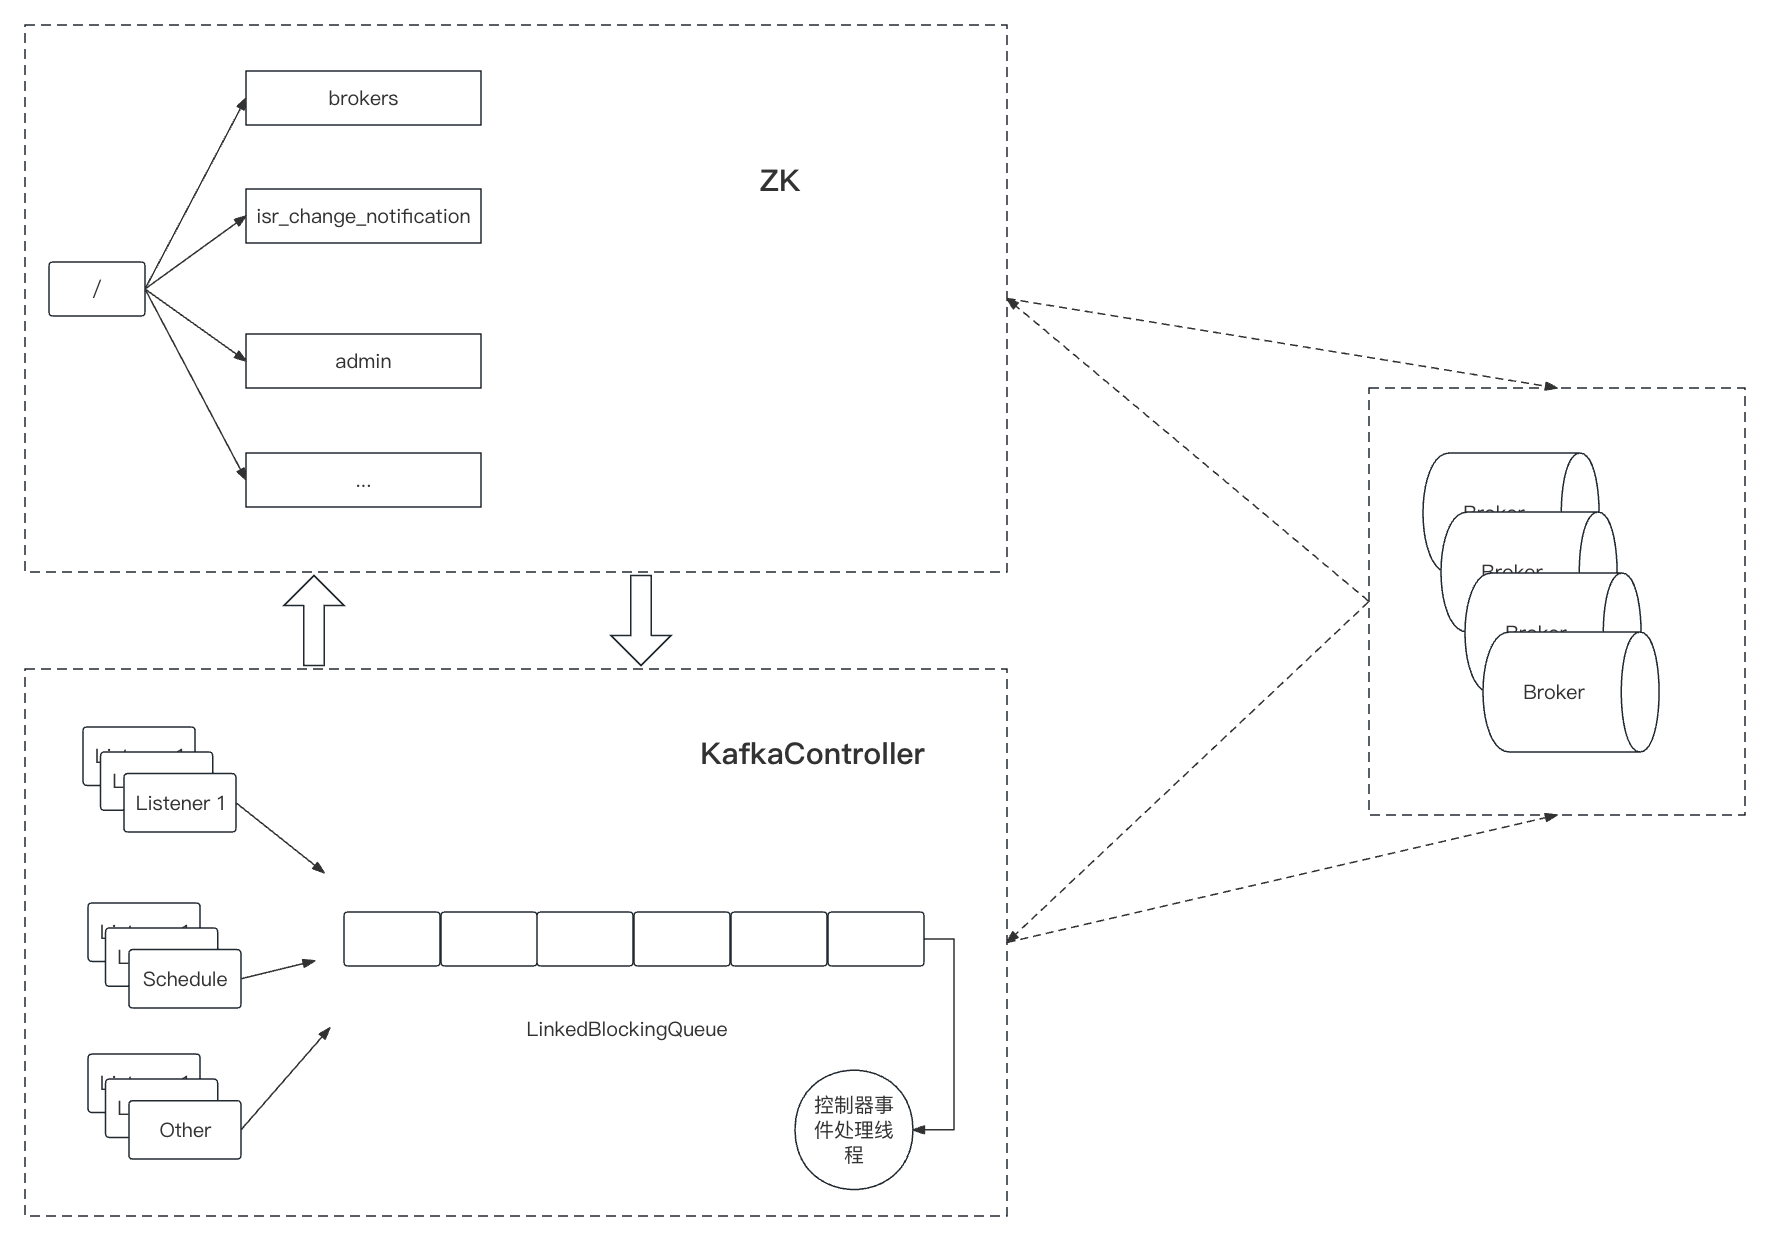 brokers
ZK
isr_change_notification
/
admin
...
Broker
Broker
Broker
Broker
KafkaController
Listener 1
Schedule
LinkedBlockingQueue
Other
控制器事
件处理线
程